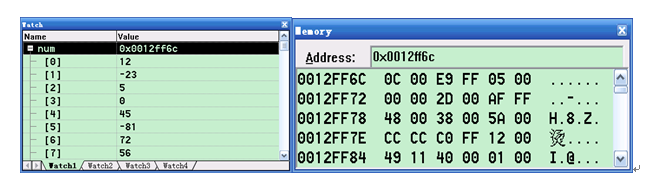 Watch
Name Value
num 0x0012ff6c
[0] 12
[1] -23
[2] 5
[3] 0
[4] 45
[5] -81
[6] 72
[7] 56
Watch1 Watch2 Watch3 Watch4
Memory
Address: 0x0012ff6c
0012FF6C 0C 00 E9 FF 05 00 ......
0012FF72 00 00 2D 00 AF FF ..-...
0012FF78 48 00 38 00 5A 00 H.8.Z.
0012FF7E CC CC C0 FF 12 00 烫....
0012FF84 49 11 40 00 01 00 I.@...